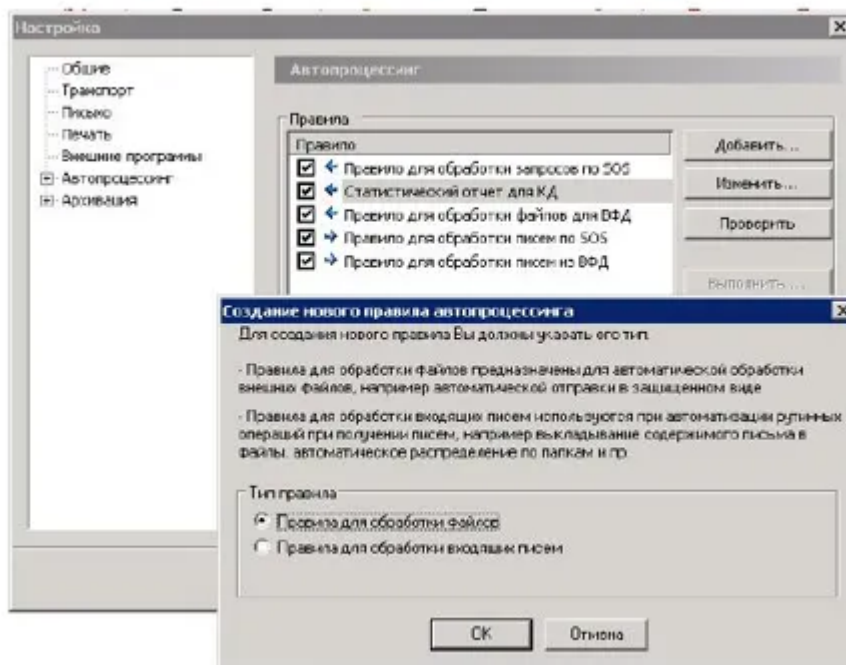 Настройка
Общие
Транспорт
Письмо
Печать
Внешние программы
Автопроцессинг
Архивация
Автопроцессинг
Правила
Правило
Правило для обработки запросов по SOS
Статистический отчет для КД
Правило для обработки файлов для ВФД
Правило для обработки писем по SOS
Правило для обработки писем из ВФД
Добавить...
Изменить...
Проверить
Выполнить ...
Создание нового правила автопроцессинга
Для создания нового правила Вы должны указать его тип.
- Правила для обработки файлов предназначены для автоматической обработки
внешних файлов, например автоматической отправки в защищенном виде
- Правила для обработки входящих писем используются при автоматизации рутинных
операций при получении писем, например выкладывание содержимого письма в
файлы, автоматическое распределение по папкам и пр
Тип правила
Правила для обработки файлов
Правила для обработки входящих писем
OK
Отмена